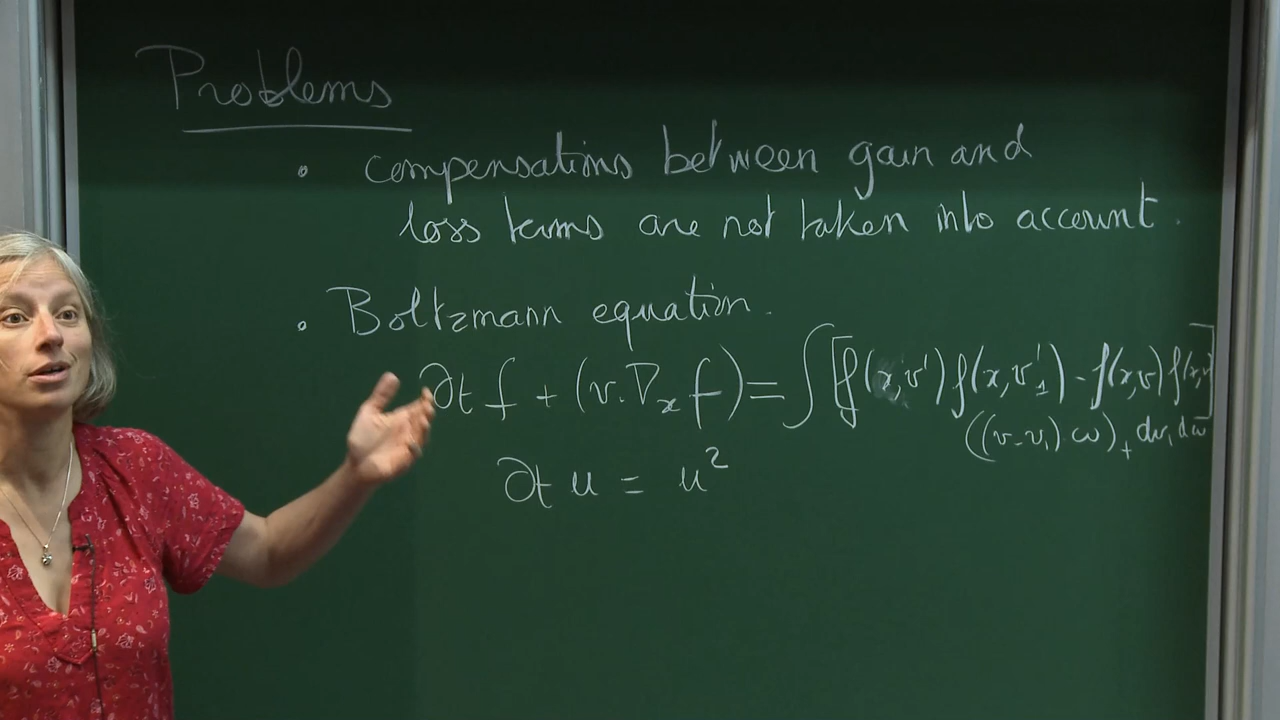 Problems
• compensations between gain and
loss terms are not taken into account.
• Boltzmann equation.
∂t f + (v.∇ₓ f) = ∫ [f(x,v') f(x,v'₁) - f(x,v) f(x,v
((v-v₁).ω)₊ dv₁ dω
∂t u = u²